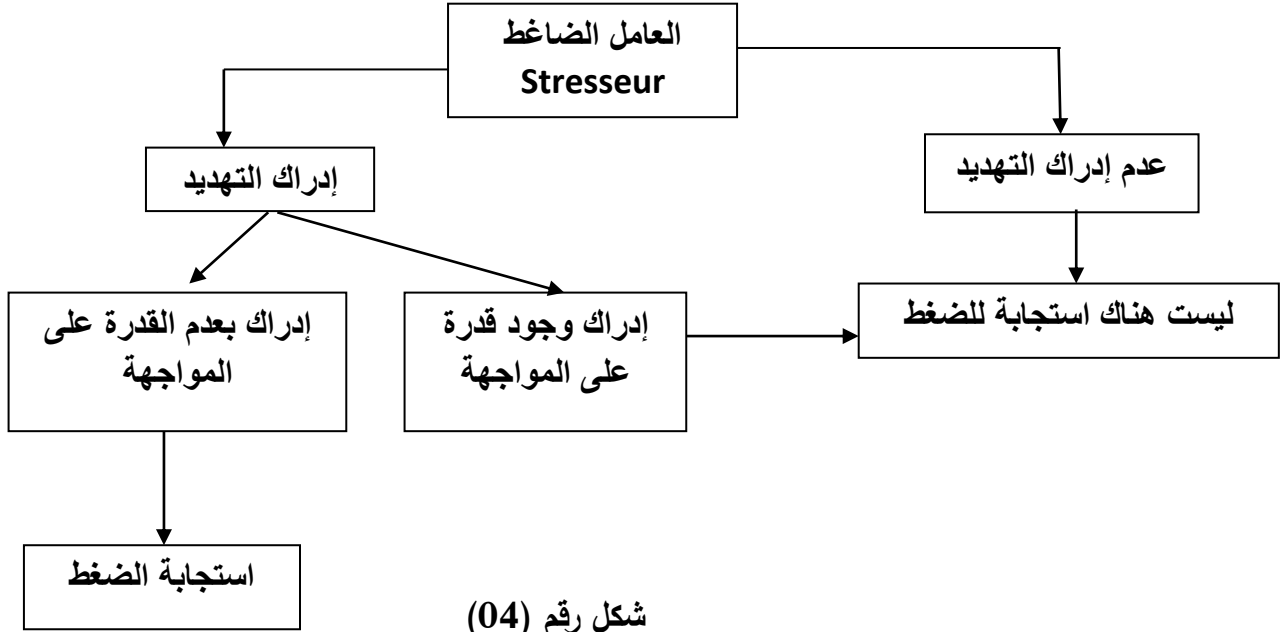 العامل الضاغط
Stresseur
عدم إدراك التهديد
إدراك التهديد
ليست هناك استجابة للضغط
إدراك وجود قدرة
على المواجهة
إدراك بعدم القدرة على
المواجهة
استجابة الضغط
شكل رقم (04)